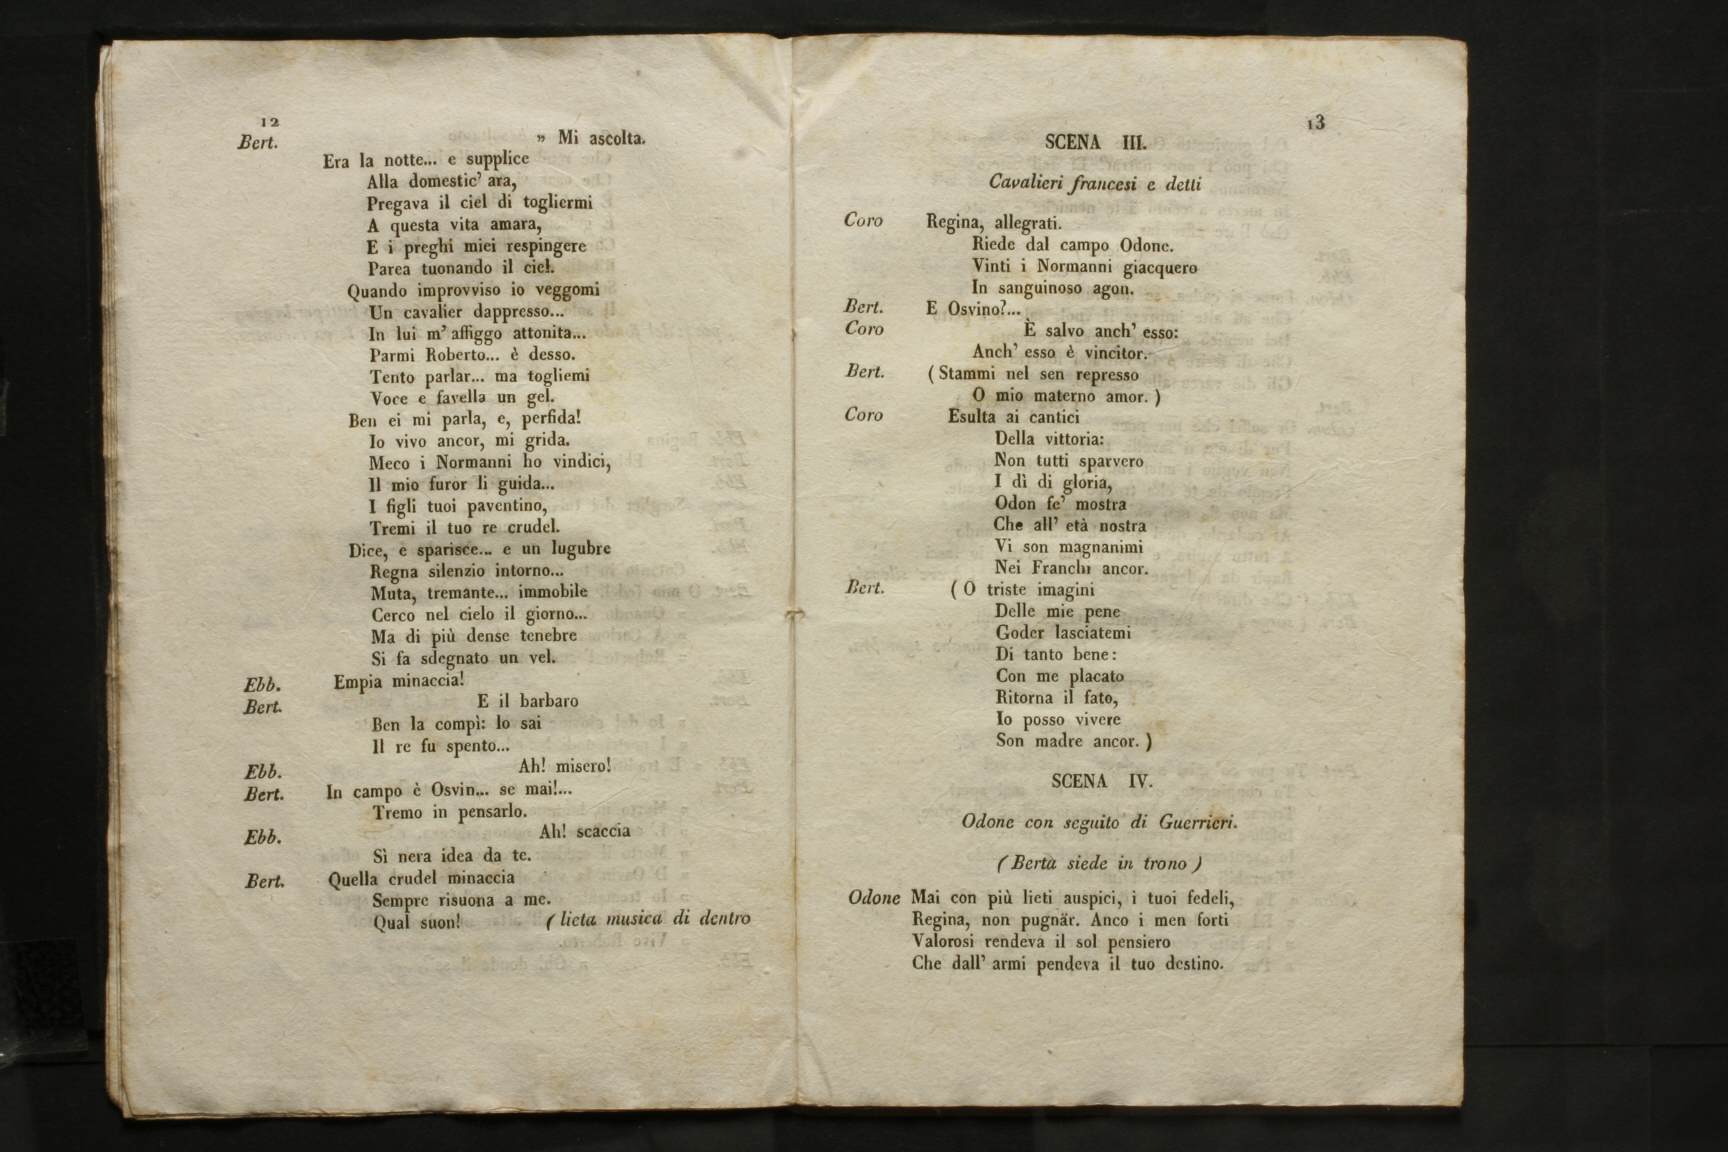 12
Bert. „ Mi ascolta.
Era la notte... e supplice
Alla domestic' ara,
Pregava il ciel di togliermi
A questa vita amara,
E i preghi miei respingere
Parea tuonando il ciel.
Quando improvviso io veggomi
Un cavalier dappresso...
In lui m' affiggo attonita...
Parmi Roberto... è desso.
Tento parlar... ma togliemi
Voce e favella un gel.
Ben ei mi parla, e, perfida!
Io vivo ancor, mi grida.
Meco i Normanni ho vindici,
Il mio furor li guida...
I figli tuoi paventino,
Tremi il tuo re crudel.
Dice, e sparisce... e un lugubre
Regna silenzio intorno...
Muta, tremante... immobile
Cerco nel cielo il giorno...
Ma di più dense tenebre
Si fa sdegnato un vel.
Ebb. Empia minaccia!
Bert. E il barbaro
Ben la compì: lo sai
Il re fu spento...
Ebb. Ah! misero!
Bert. In campo è Osvin... se mai!...
Tremo in pensarlo.
Ebb. Ah! scaccia
Sì nera idea da te.
Bert. Quella crudel minaccia
Sempre risuona a me.
Qual suon! ( lieta musica di dentro
13
SCENA III.
Cavalieri francesi e detti
Coro Regina, allegrati.
Riede dal campo Odone.
Vinti i Normanni giacquero
In sanguinoso agon.
Bert. E Osvino?...
Coro È salvo anch' esso:
Anch' esso è vincitor.
Bert. ( Stammi nel sen represso
O mio materno amor. )
Coro Esulta ai cantici
Della vittoria:
Non tutti sparvero
I dì di gloria,
Odon fe' mostra
Che all' età nostra
Vi son magnanimi
Nei Franchi ancor.
Bert. ( O triste imagini
Delle mie pene
Goder lasciatemi
Di tanto bene:
Con me placato
Ritorna il fato,
Io posso vivere
Son madre ancor. )
SCENA IV.
Odone con seguito di Guerrieri.
( Berta siede in trono )
Odone Mai con più lieti auspici, i tuoi fedeli,
Regina, non pugnâr. Anco i men forti
Valorosi rendeva il sol pensiero
Che dall' armi pendeva il tuo destino.